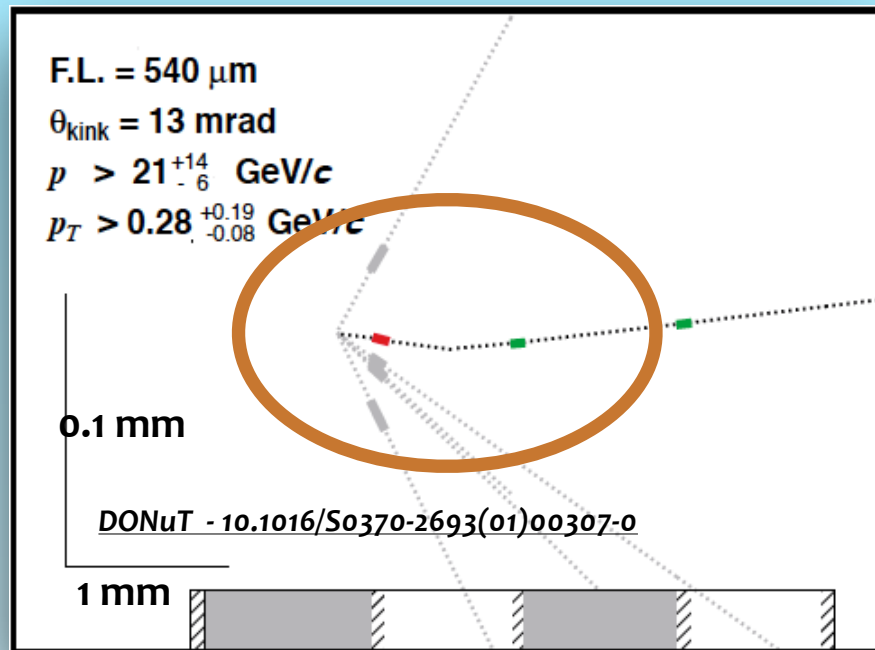 F.L. = 540 μm
θkink = 13 mrad
p > 21 +14 - 6 GeV/c
pT > 0.28 +0.19 -0.08 GeV/c
0.1 mm
DONuT - 10.1016/S0370-2693(01)00307-0
1 mm